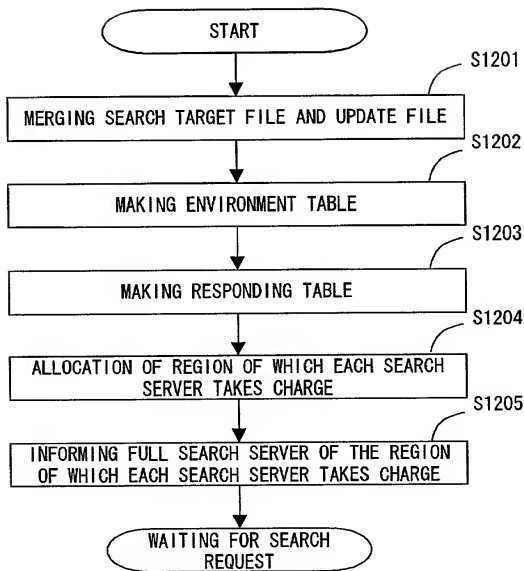 START
S1201
MERGING SEARCH TARGET FILE AND UPDATE FILE
S1202
MAKING ENVIRONMENT TABLE
S1203
MAKING RESPONDING TABLE
S1204
ALLOCATION OF REGION OF WHICH EACH SEARCH
SERVER TAKES CHARGE
S1205
INFORMING FULL SEARCH SERVER OF THE REGION
OF WHICH EACH SEARCH SERVER TAKES CHARGE
WAITING FOR SEARCH
REQUEST